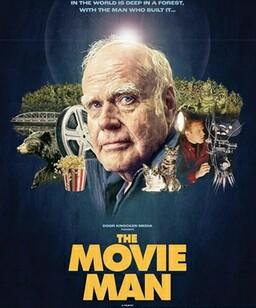 IN THE WORLD IS DEEP IN A FOREST,
WITH THE MAN WHO BUILT IT...
DOOR KNOCKER MEDIA
PRESENTS
THE
MOVIE
MAN